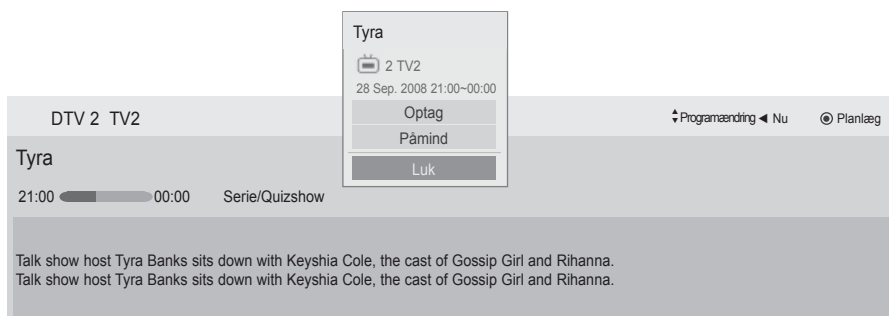 Tyra
2 TV2
28 Sep. 2008 21:00~00:00
Optag
Påmind
Luk
DTV 2 TV2
Programændring ◄ Nu
Planlæg
Tyra
21:00 00:00 Serie/Quizshow
Talk show host Tyra Banks sits down with Keyshia Cole, the cast of Gossip Girl and Rihanna.
Talk show host Tyra Banks sits down with Keyshia Cole, the cast of Gossip Girl and Rihanna.